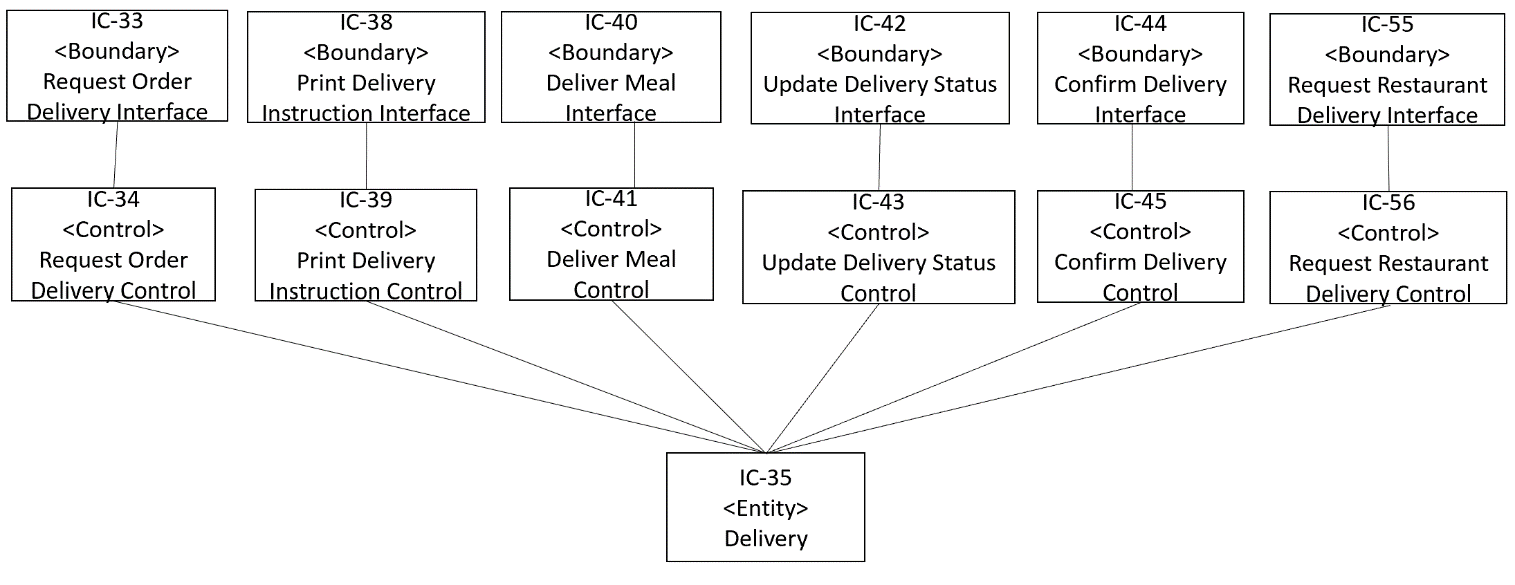 IC-33
<Boundary>
Request Order
Delivery Interface
IC-38
<Boundary>
Print Delivery
Instruction Interface
IC-40
<Boundary>
Deliver Meal
Interface
IC-42
<Boundary>
Update Delivery Status
Interface
IC-44
<Boundary>
Confirm Delivery
Interface
IC-55
<Boundary>
Request Restaurant
Delivery Interface
IC-34
<Control>
Request Order
Delivery Control
IC-39
<Control>
Print Delivery
Instruction Control
IC-41
<Control>
Deliver Meal
Control
IC-43
<Control>
Update Delivery Status
Control
IC-45
<Control>
Confirm Delivery
Control
IC-56
<Control>
Request Restaurant
Delivery Control
IC-35
<Entity>
Delivery